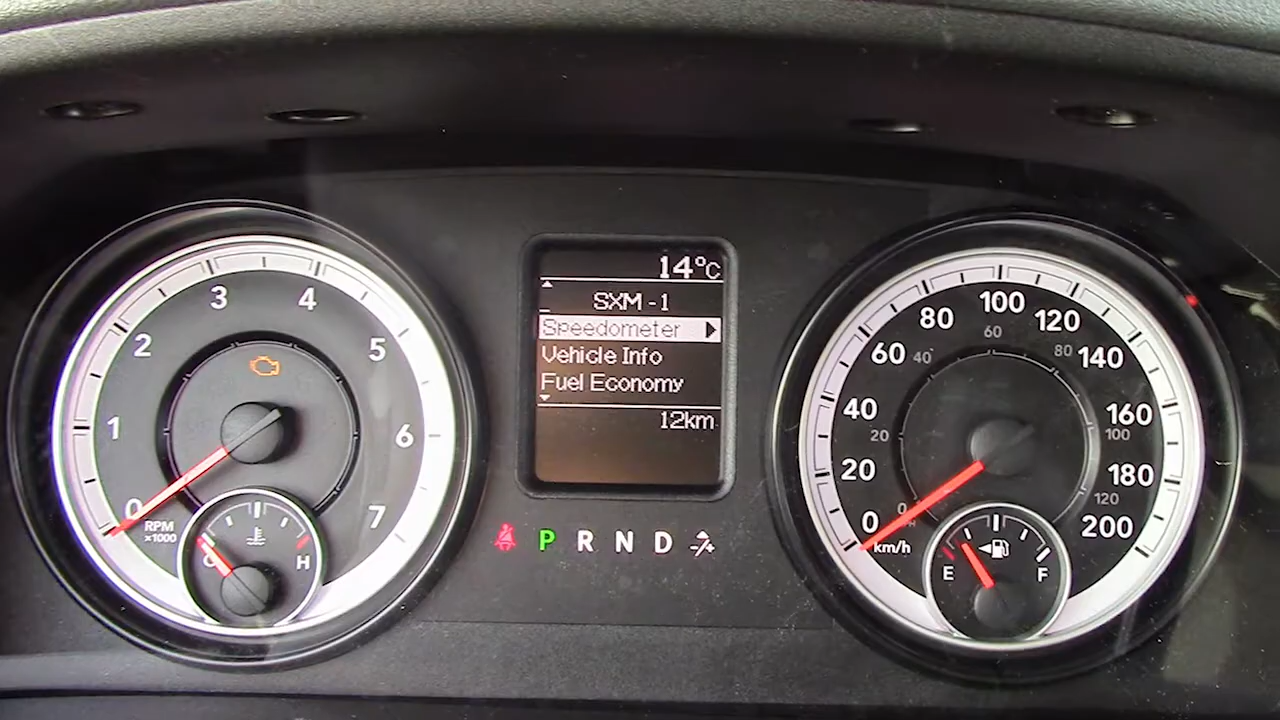 0
1
2
3
4
5
6
7
RPM
x1000
C
H
14°C
SXM - 1
Speedometer
Vehicle Info
Fuel Economy
12km
P R N D
0
20
40
60
80
100
120
140
160
180
200
km/h
0
20
40
60
80
100
120
E
F